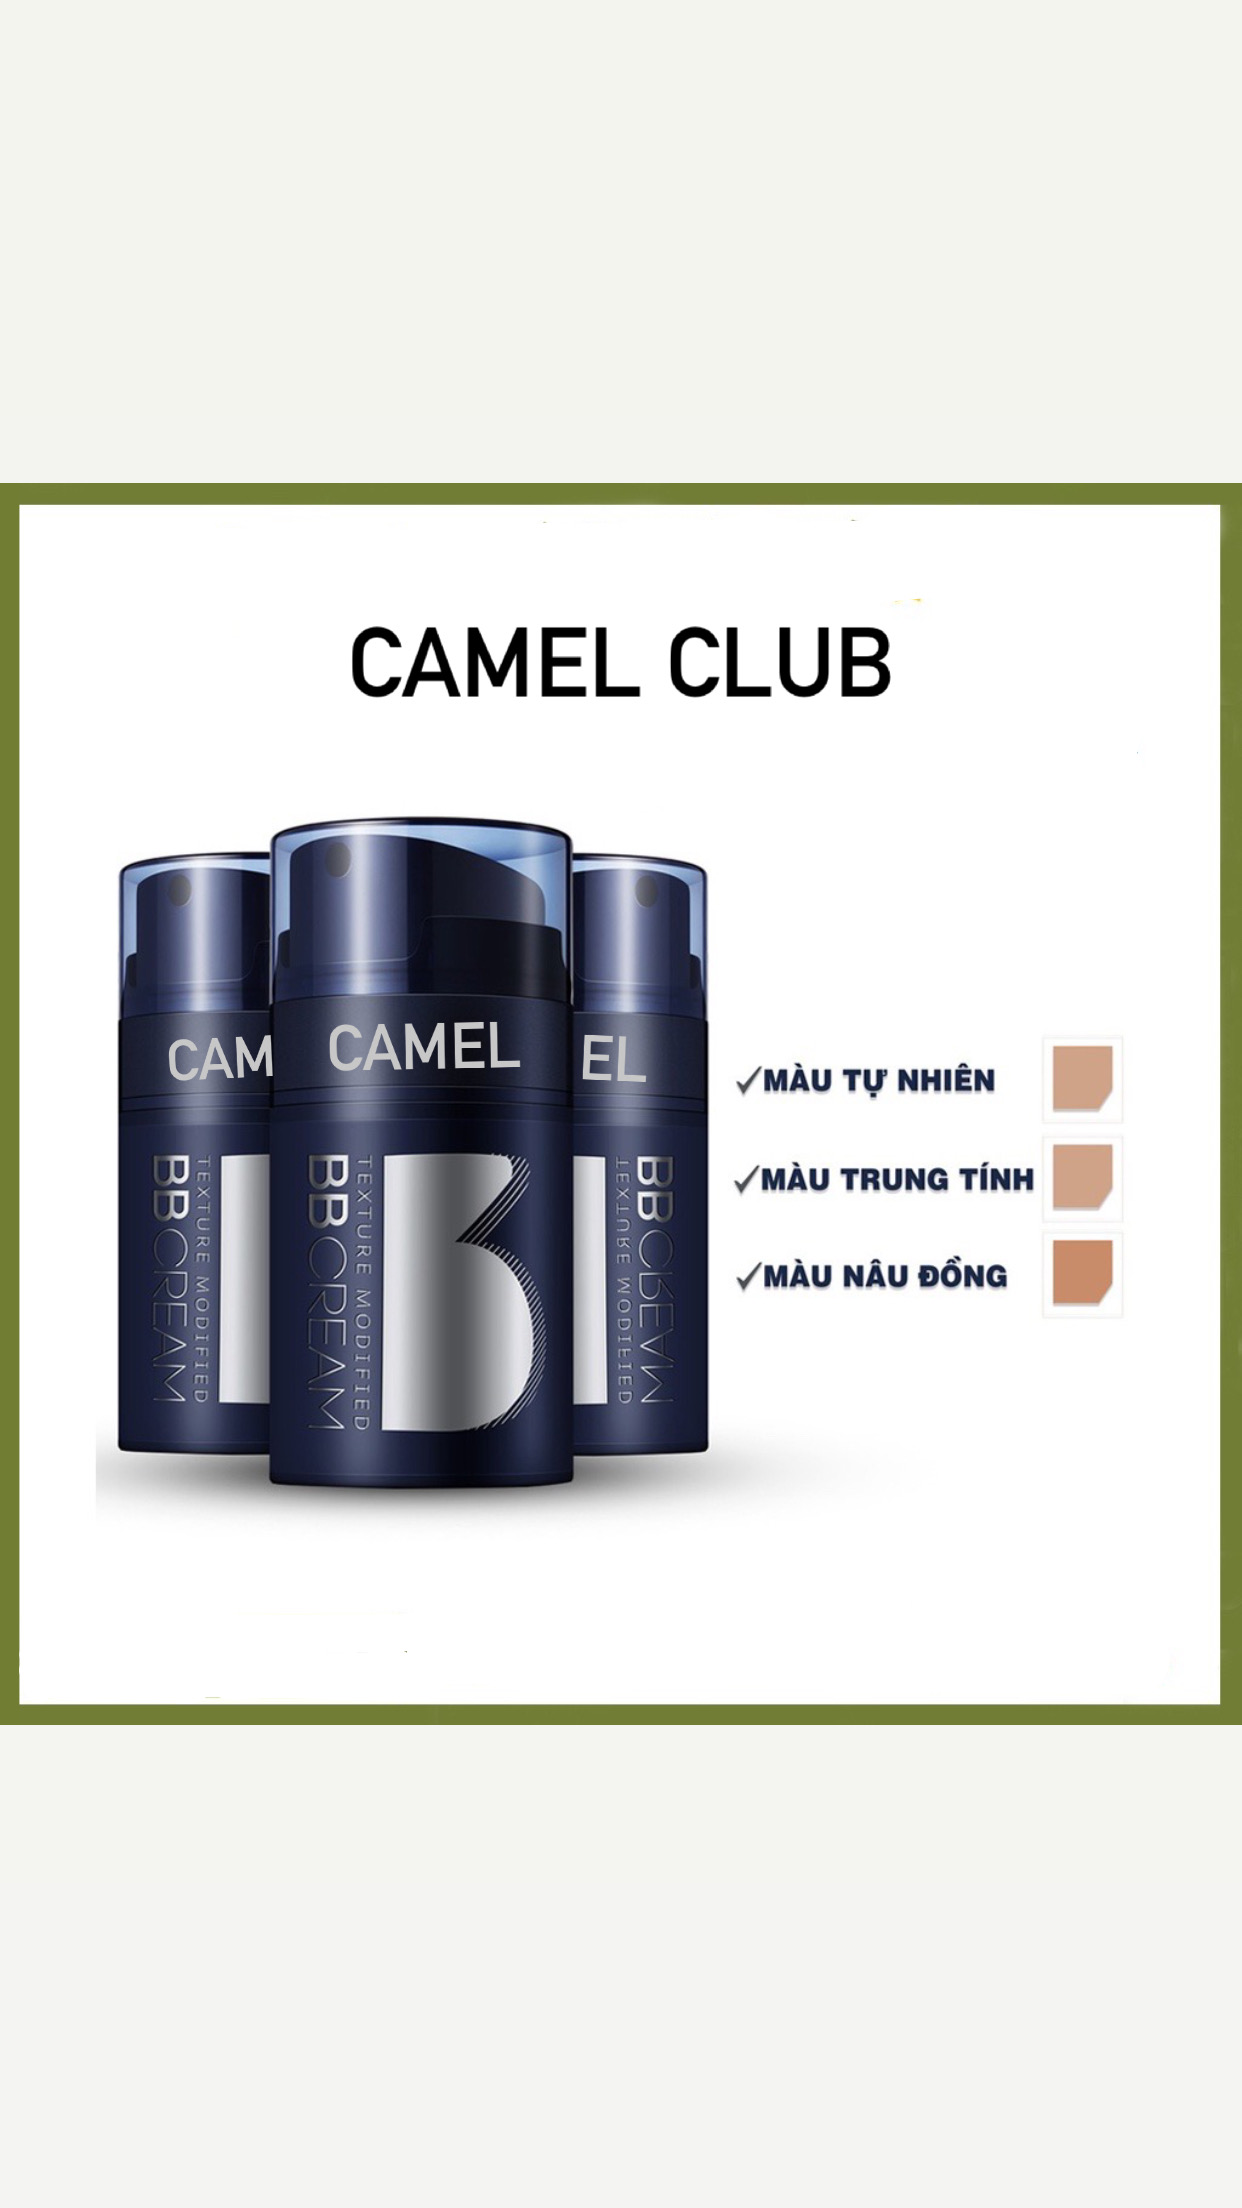 CAMEL CLUB
CAM
CAMEL
EL
BB CREAM
TEXTURE MODIFIED
BB CREAM
TEXTURE MODIFIED
B
TEXTURE MODIFIED
BB CREAM
✓MÀU TỰ NHIÊN
✓MÀU TRUNG TÍNH
✓MÀU NÂU ĐỒNG